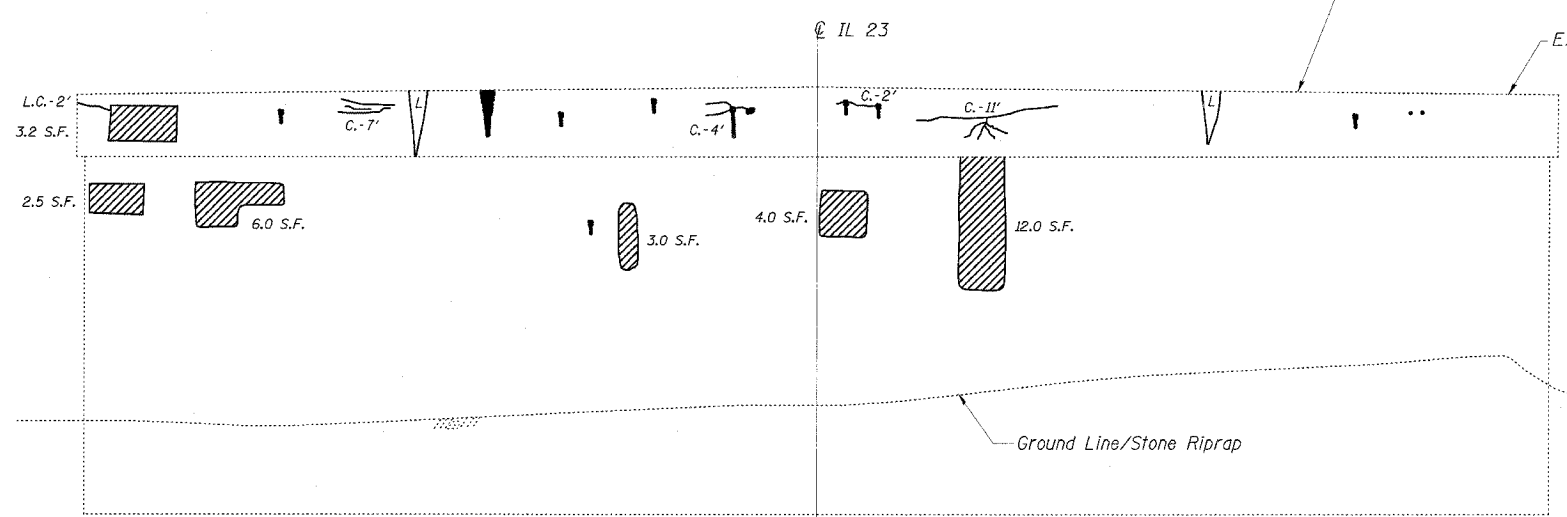 ℄ IL 23
E.
L.C.-2'
3.2 S.F.
C.-7'
L
C.-4'
C.-2'
C.-11'
L
2.5 S.F.
6.0 S.F.
3.0 S.F.
4.0 S.F.
12.0 S.F.
Ground Line/Stone Riprap